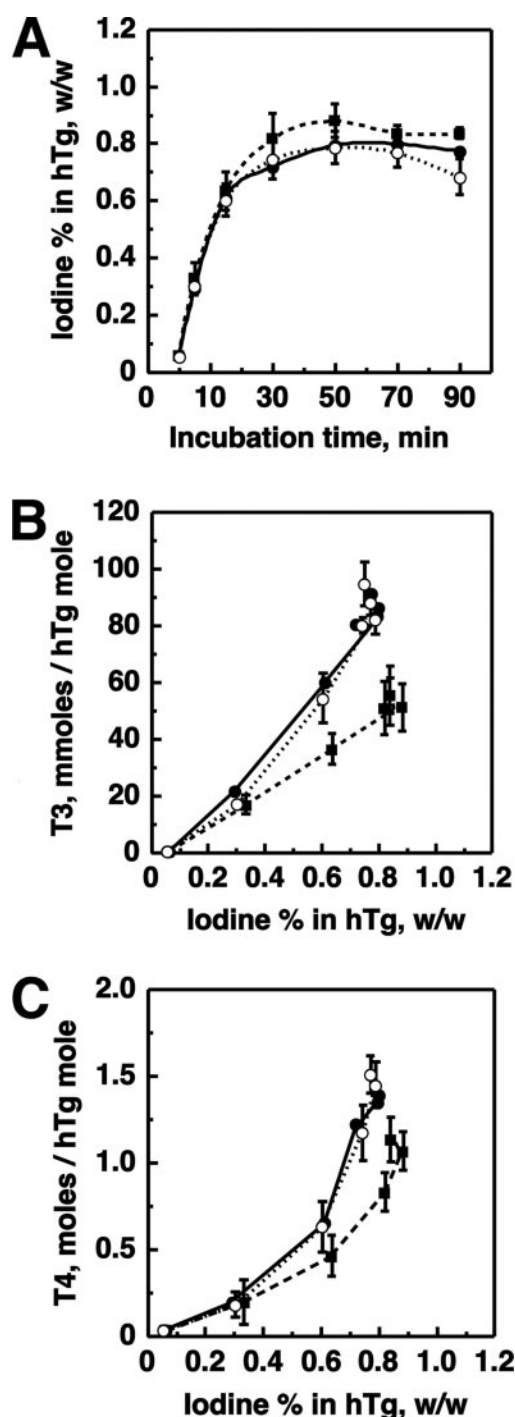 A
Iodine % in hTg, w/w
1.2
1.0
0.8
0.6
0.4
0.2
0
0 10 30 50 70 90
Incubation time, min
B
T3, mmoles / hTg mole
120
100
80
60
40
20
0
0 0.2 0.4 0.6 0.8 1.0 1.2
Iodine % in hTg, w/w
C
T4, moles / hTg mole
2.0
1.5
1.0
0.5
0
0 0.2 0.4 0.6 0.8 1.0 1.2
Iodine % in hTg, w/w